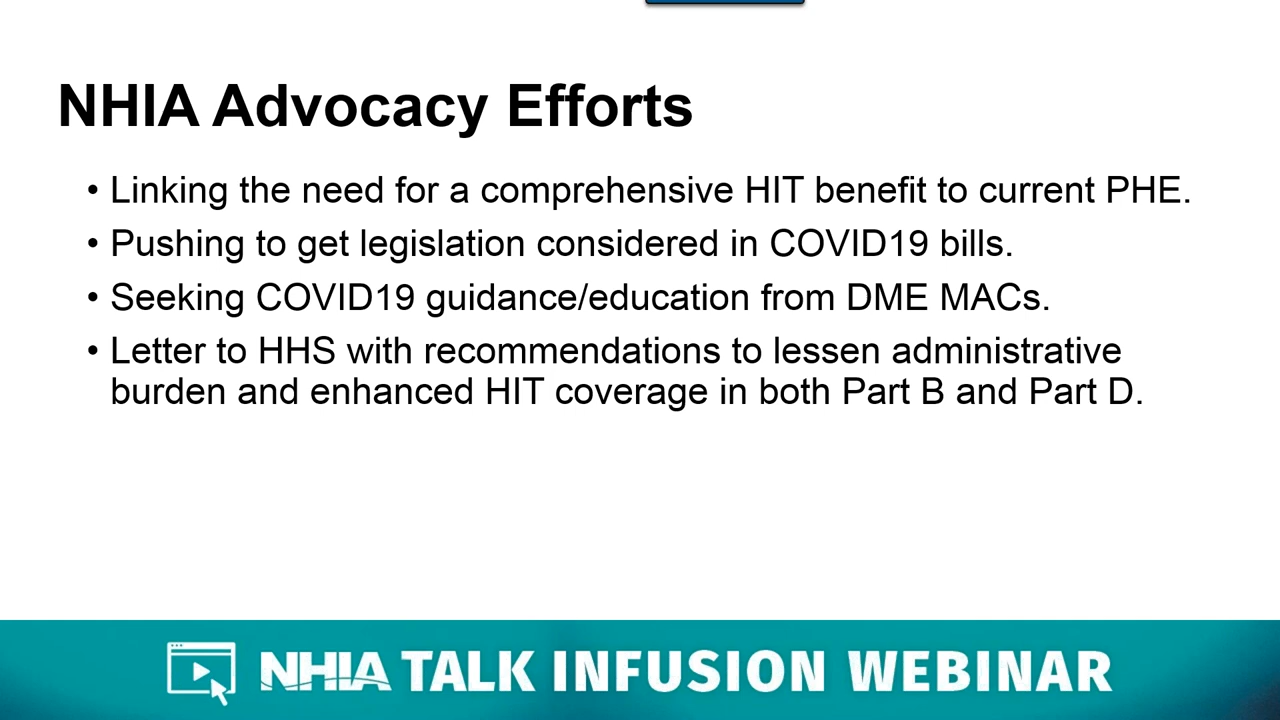 NHIA Advocacy Efforts
• Linking the need for a comprehensive HIT benefit to current PHE.
• Pushing to get legislation considered in COVID19 bills.
• Seeking COVID19 guidance/education from DME MACs.
• Letter to HHS with recommendations to lessen administrative
burden and enhanced HIT coverage in both Part B and Part D.
NHIA TALK INFUSION WEBINAR